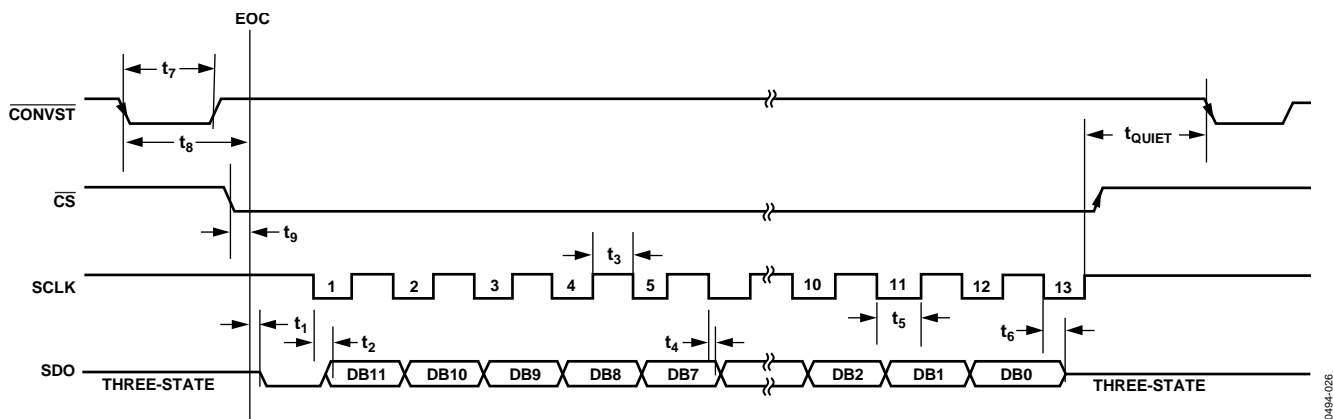 EOC
t7
CONVST
t8
tQUIET
CS
t9
t3
SCLK
1 2 3 4 5 10 11 12 13
t1
t2
t4
t5
t6
SDO
THREE-STATE
DB11 DB10 DB9 DB8 DB7 DB2 DB1 DB0
THREE-STATE
0494-026